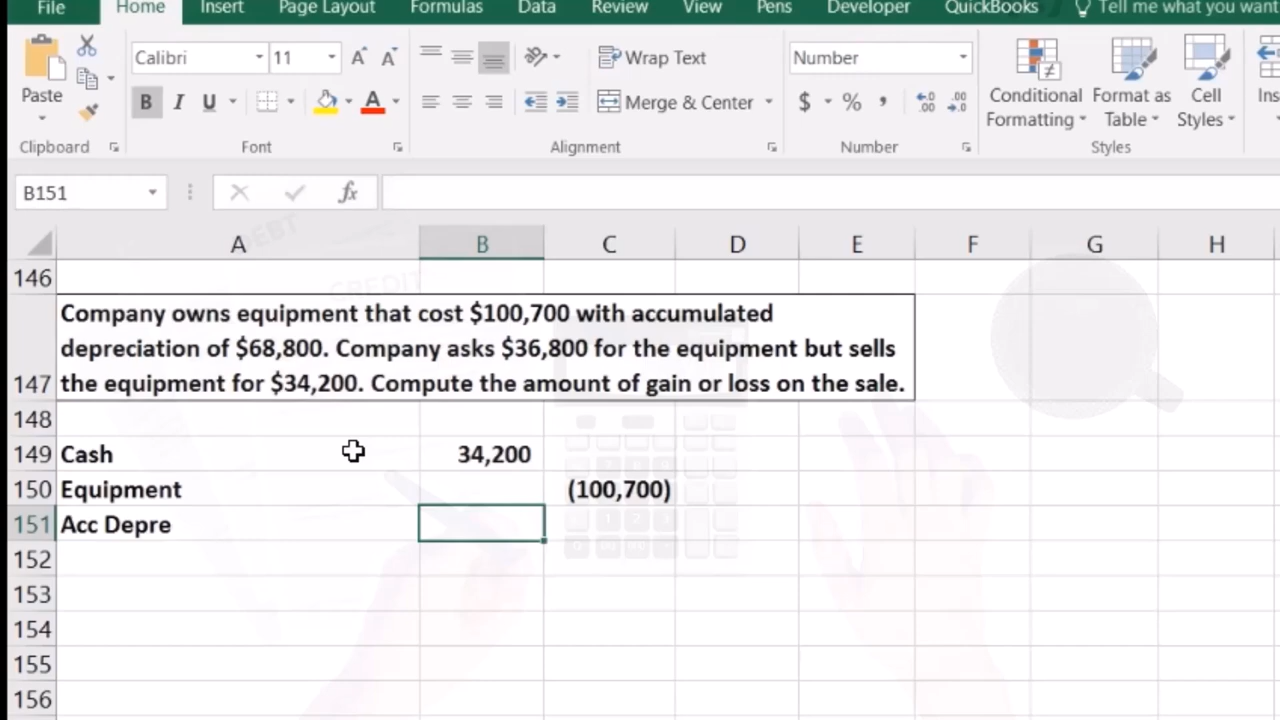 File Home Insert Page Layout Formulas Data Review View Pens Developer QuickBooks Tell me what you want
Calibri 11 A A Wrap Text Number
Paste B I U A Merge & Center $ % , .00 .00 Conditional Formatting Format as Table Cell Styles Ins
Clipboard Font Alignment Number Styles
B151 fx
A B C D E F G H
146
Company owns equipment that cost $100,700 with accumulated
depreciation of $68,800. Company asks $36,800 for the equipment but sells
147 the equipment for $34,200. Compute the amount of gain or loss on the sale.
148
149 Cash 34,200
150 Equipment (100,700)
151 Acc Depre
152
153
154
155
156
DEBT
CREDIT